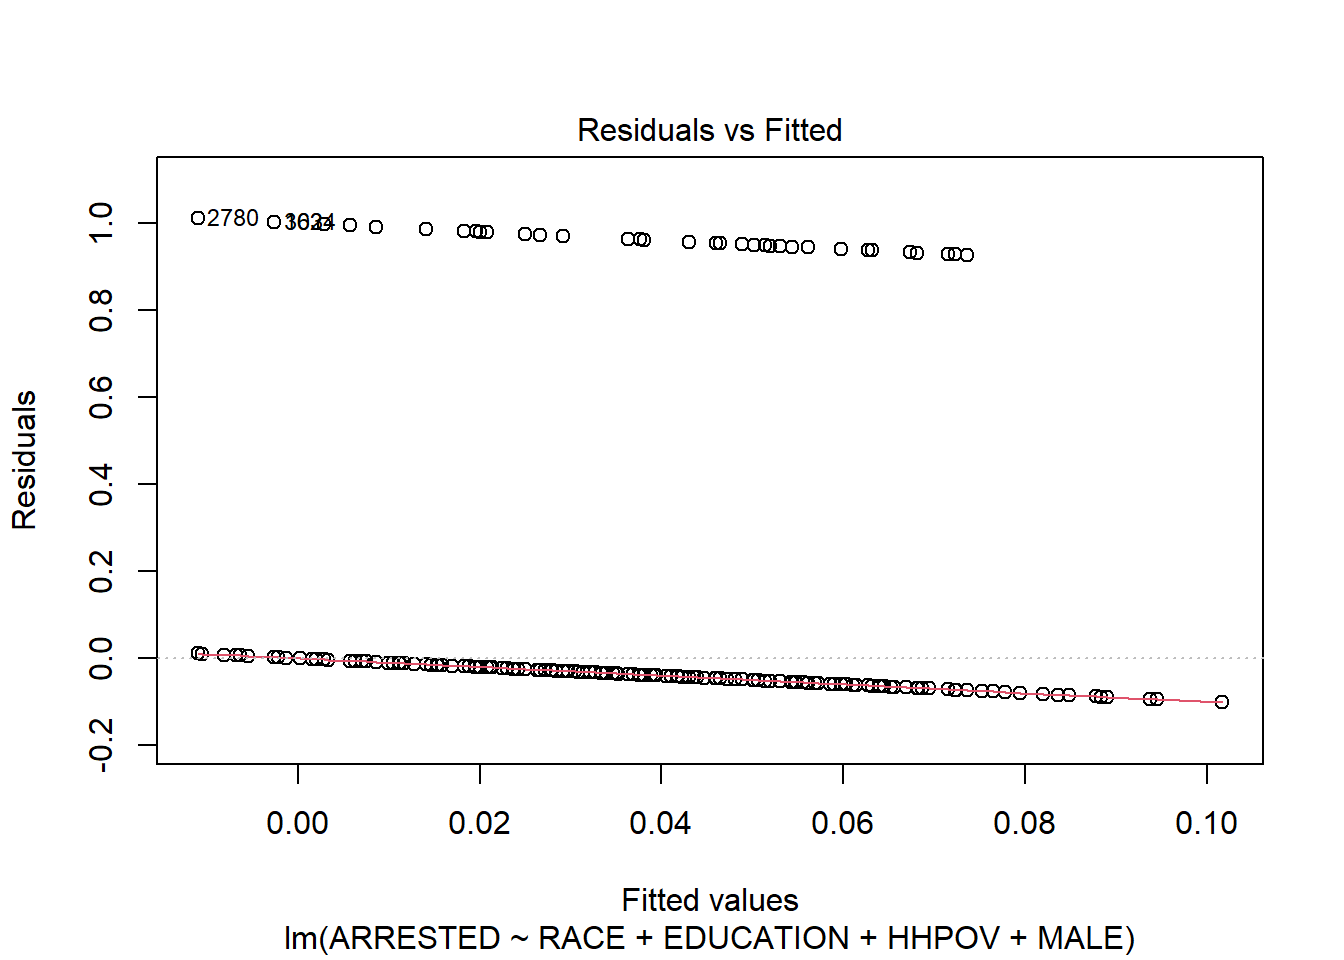 Residuals vs Fitted
Residuals
1.0
0.8
0.6
0.4
0.2
0.0
-0.2
2780
0.00 0.02 0.04 0.06 0.08 0.10
Fitted values
lm(ARRESTED ~ RACE + EDUCATION + HHPOV + MALE)